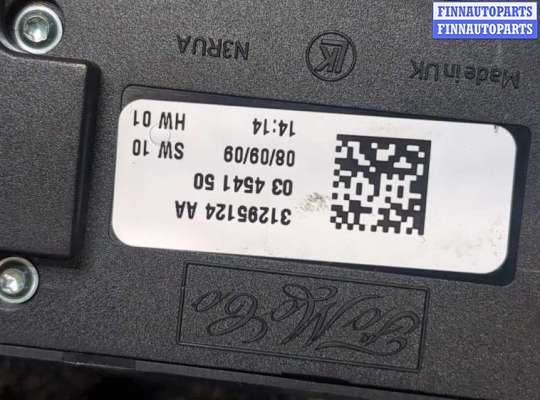 FINNAUTOPARTS
FINNAUTOPARTS
FoMoCo
31295124 AA
03 4541 50
08/09/09 SW 10
14:14 HW 01
Made in UK
N3RUA